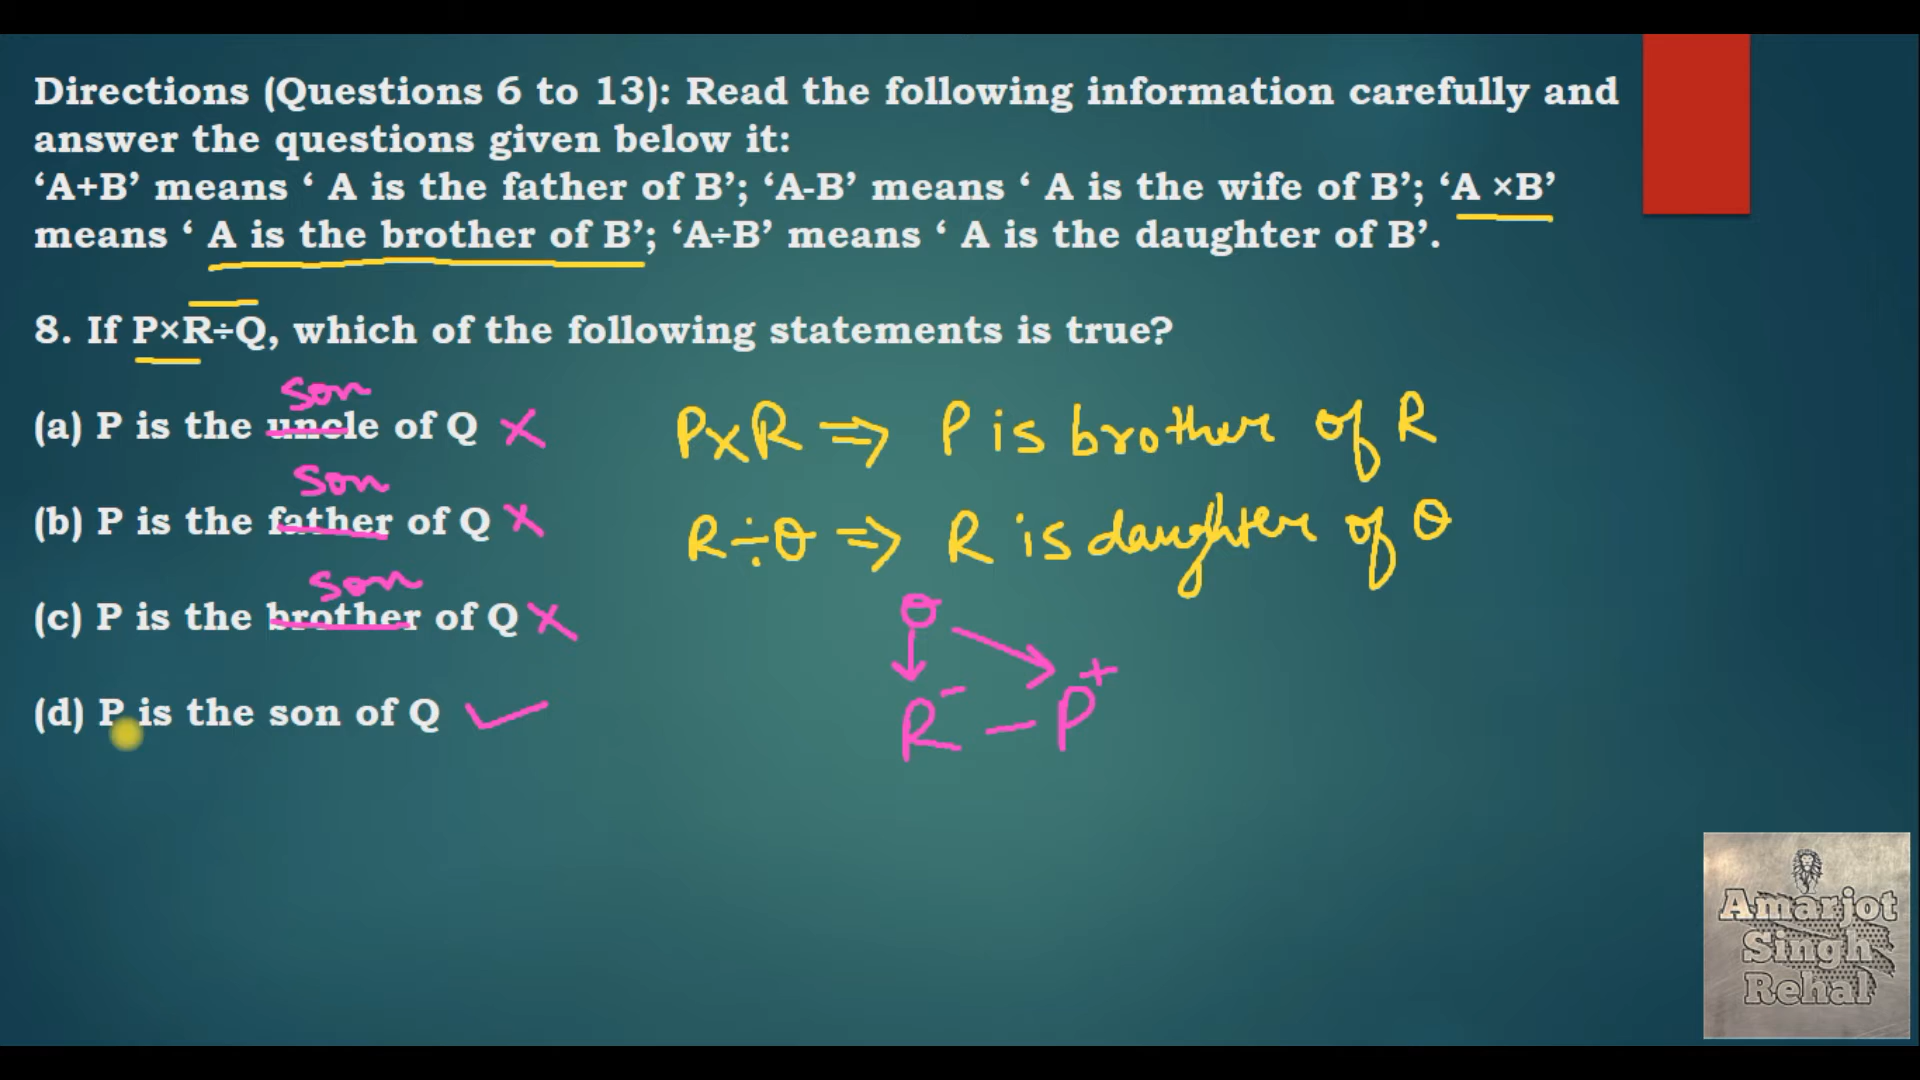 Directions (Questions 6 to 13): Read the following information carefully and
answer the questions given below it:
‘A+B’ means ‘ A is the father of B’; ‘A-B’ means ‘ A is the wife of B’; ‘A ×B’
means ‘ A is the brother of B’; ‘A÷B’ means ‘ A is the daughter of B’.
8. If P×R÷Q, which of the following statements is true?
son
(a) P is the uncle of Q ×
P×R ⇒ P is brother of R
son
(b) P is the father of Q ×
R÷Q ⇒ R is daughter of Q
son
(c) P is the brother of Q ×
Q
(d) P is the son of Q ✓
R⁻ — P⁺
Amarjot
Singh
Rehal